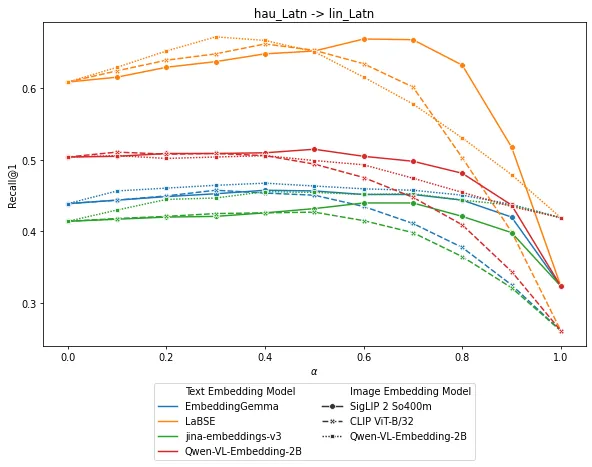 hau_Latn -> lin_Latn
Recall@1
0.6
0.5
0.4
0.3
0.0 0.2 0.4 0.6 0.8 1.0
α
Text Embedding Model Image Embedding Model
EmbeddingGemma SigLIP 2 So400m
LaBSE CLIP ViT-B/32
jina-embeddings-v3 Qwen-VL-Embedding-2B
Qwen-VL-Embedding-2B